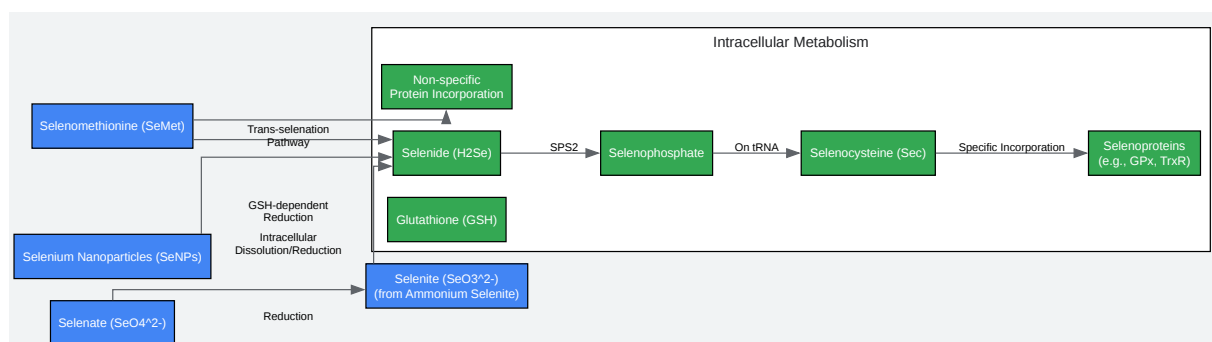 Intracellular Metabolism
Non-specific
Protein Incorporation
Selenomethionine (SeMet)
Trans-selenation
Pathway
Selenide (H2Se)
SPS2
Selenophosphate
On tRNA
Selenocysteine (Sec)
Specific Incorporation
Selenoproteins
(e.g., GPx, TrxR)
GSH-dependent
Reduction
Glutathione (GSH)
Intracellular
Dissolution/Reduction
Selenium Nanoparticles (SeNPs)
Selenite (SeO3^2-)
(from Ammonium Selenite)
Reduction
Selenate (SeO4^2-)